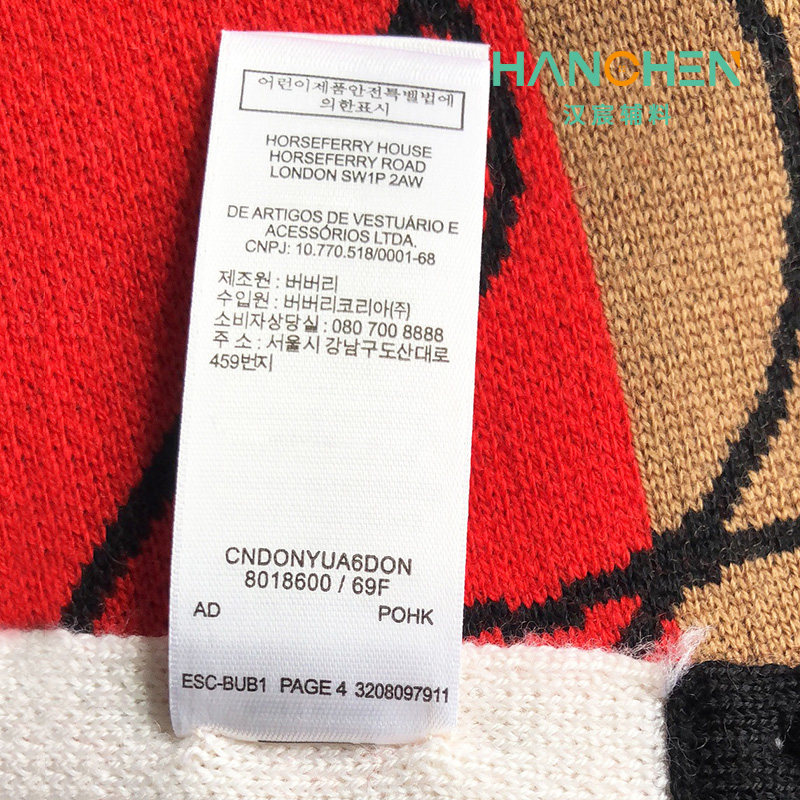 HANCHEN
汉宸辅料
어린이제품안전특별법에
의한표시
HORSEFERRY HOUSE
HORSEFERRY ROAD
LONDON SW1P 2AW
DE ARTIGOS DE VESTUÁRIO E
ACESSÓRIOS LTDA.
CNPJ: 10.770.518/0001-68
제조원 : 버버리
수입원 : 버버리코리아(주)
소비자상담실 : 080 700 8888
주 소 : 서울시 강남구도산대로
459번지
CNDONYUA6DON
8018600 / 69F
AD POHK
ESC-BUB1 PAGE 4 3208097911